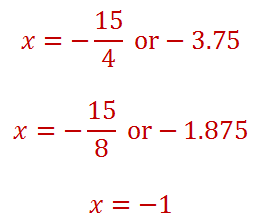 x = −15/4 or − 3.75
x = −15/8 or − 1.875
x = −1